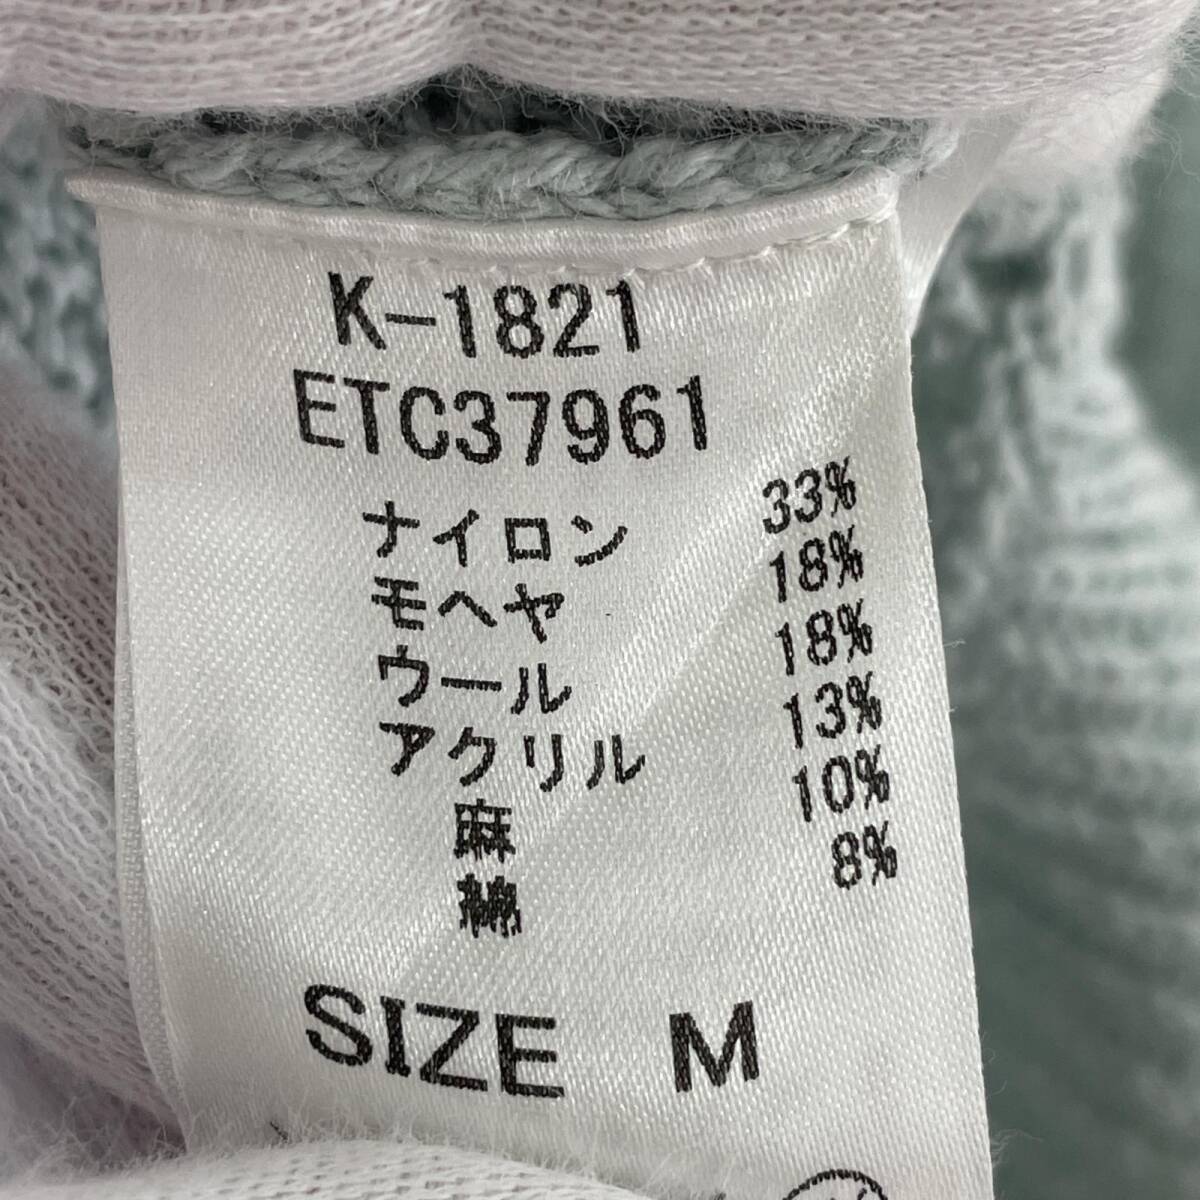 K-1821
ETC37961
ナイロン 33%
モヘヤ 18%
ウール 18%
アクリル 13%
麻 10%
綿 8%
SIZE M